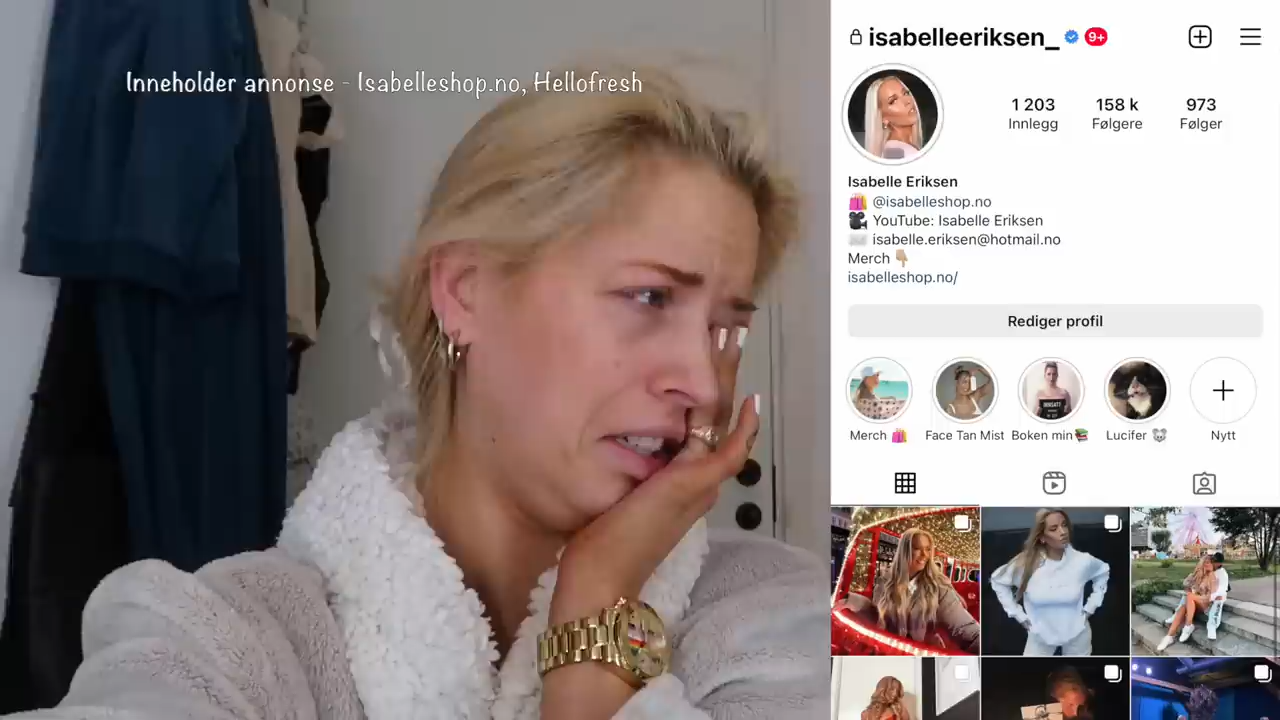 Inneholder annonse - Isabelleshop.no, Hellofresh
isabelleeriksen_ 9+
1 203 158 k 973
Innlegg Følgere Følger
Isabelle Eriksen
@isabelleshop.no
YouTube: Isabelle Eriksen
isabelle.eriksen@hotmail.no
Merch
isabelleshop.no/
Rediger profil
Merch Face Tan Mist Boken min Lucifer Nytt